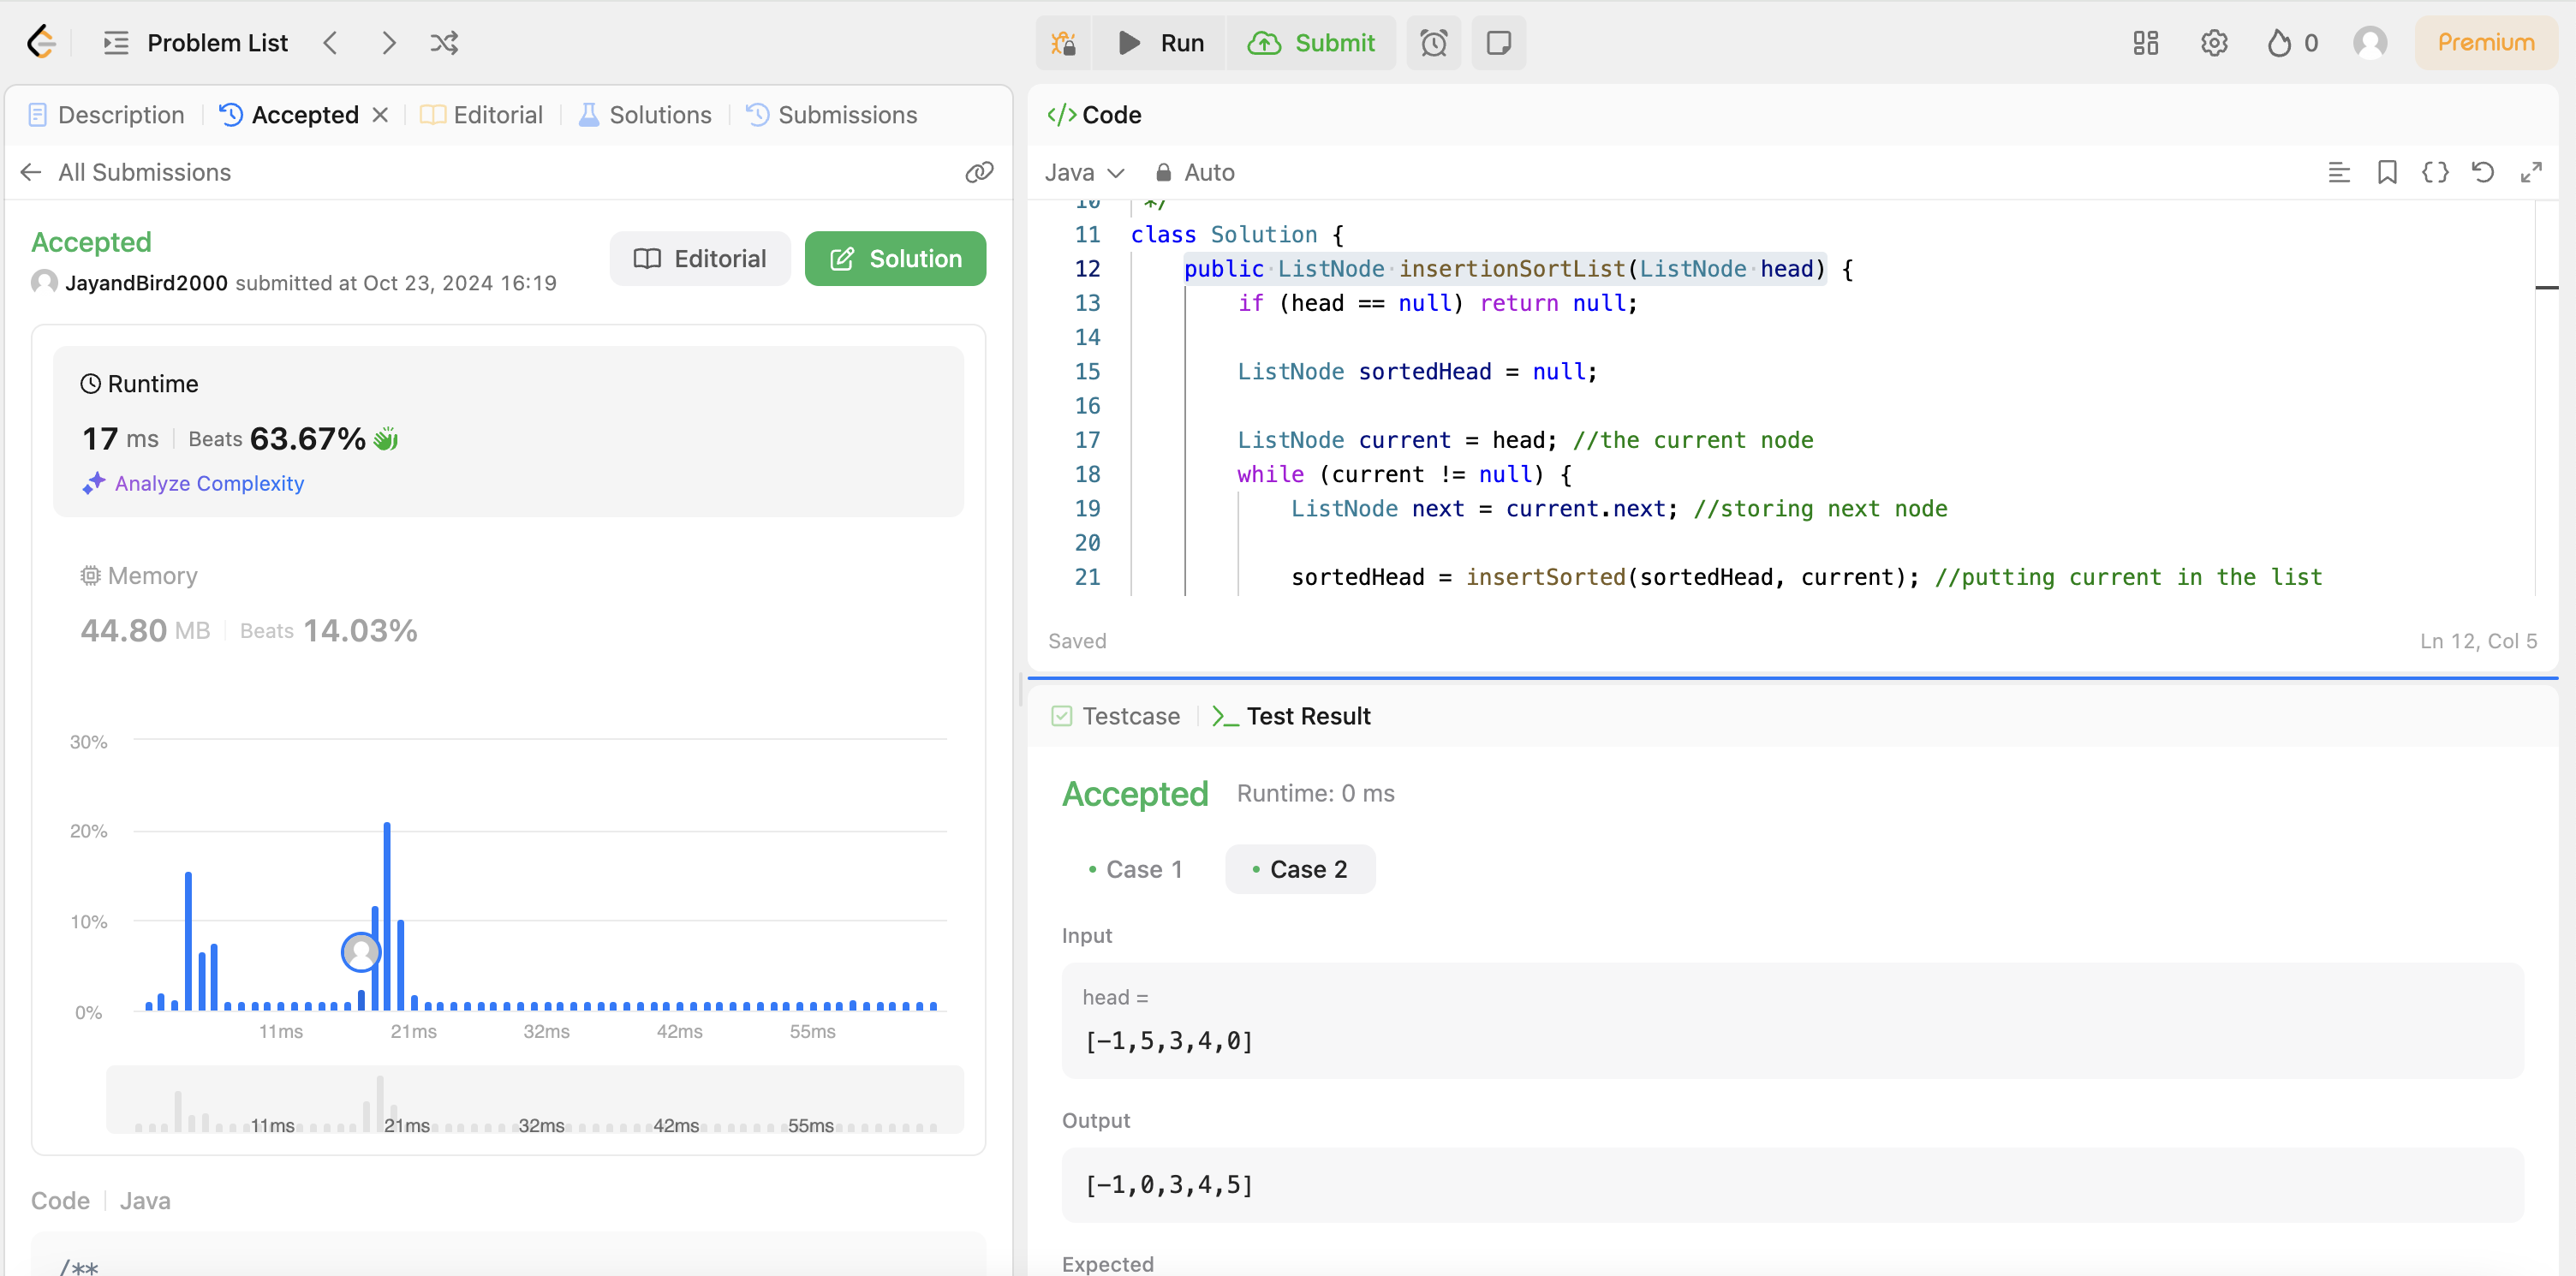 Problem List
Run
Submit
0
Premium
Description
Accepted
Editorial
Solutions
Submissions
All Submissions
Accepted
JayandBird2000 submitted at Oct 23, 2024 16:19
Editorial
Solution
Runtime
17 ms
Beats 63.67%
Analyze Complexity
Memory
44.80 MB
Beats 14.03%
30%
20%
10%
0%
11ms 21ms 32ms 42ms 55ms
11ms 21ms 32ms 42ms 55ms
Code
Java
/**
</> Code
Java
Auto
10 */
11 class Solution {
12 public ListNode insertionSortList(ListNode head) {
13 if (head == null) return null;
14
15 ListNode sortedHead = null;
16
17 ListNode current = head; //the current node
18 while (current != null) {
19 ListNode next = current.next; //storing next node
20
21 sortedHead = insertSorted(sortedHead, current); //putting current in the list
Saved
Ln 12, Col 5
Testcase
Test Result
Accepted
Runtime: 0 ms
• Case 1
• Case 2
Input
head =
[-1,5,3,4,0]
Output
[-1,0,3,4,5]
Expected